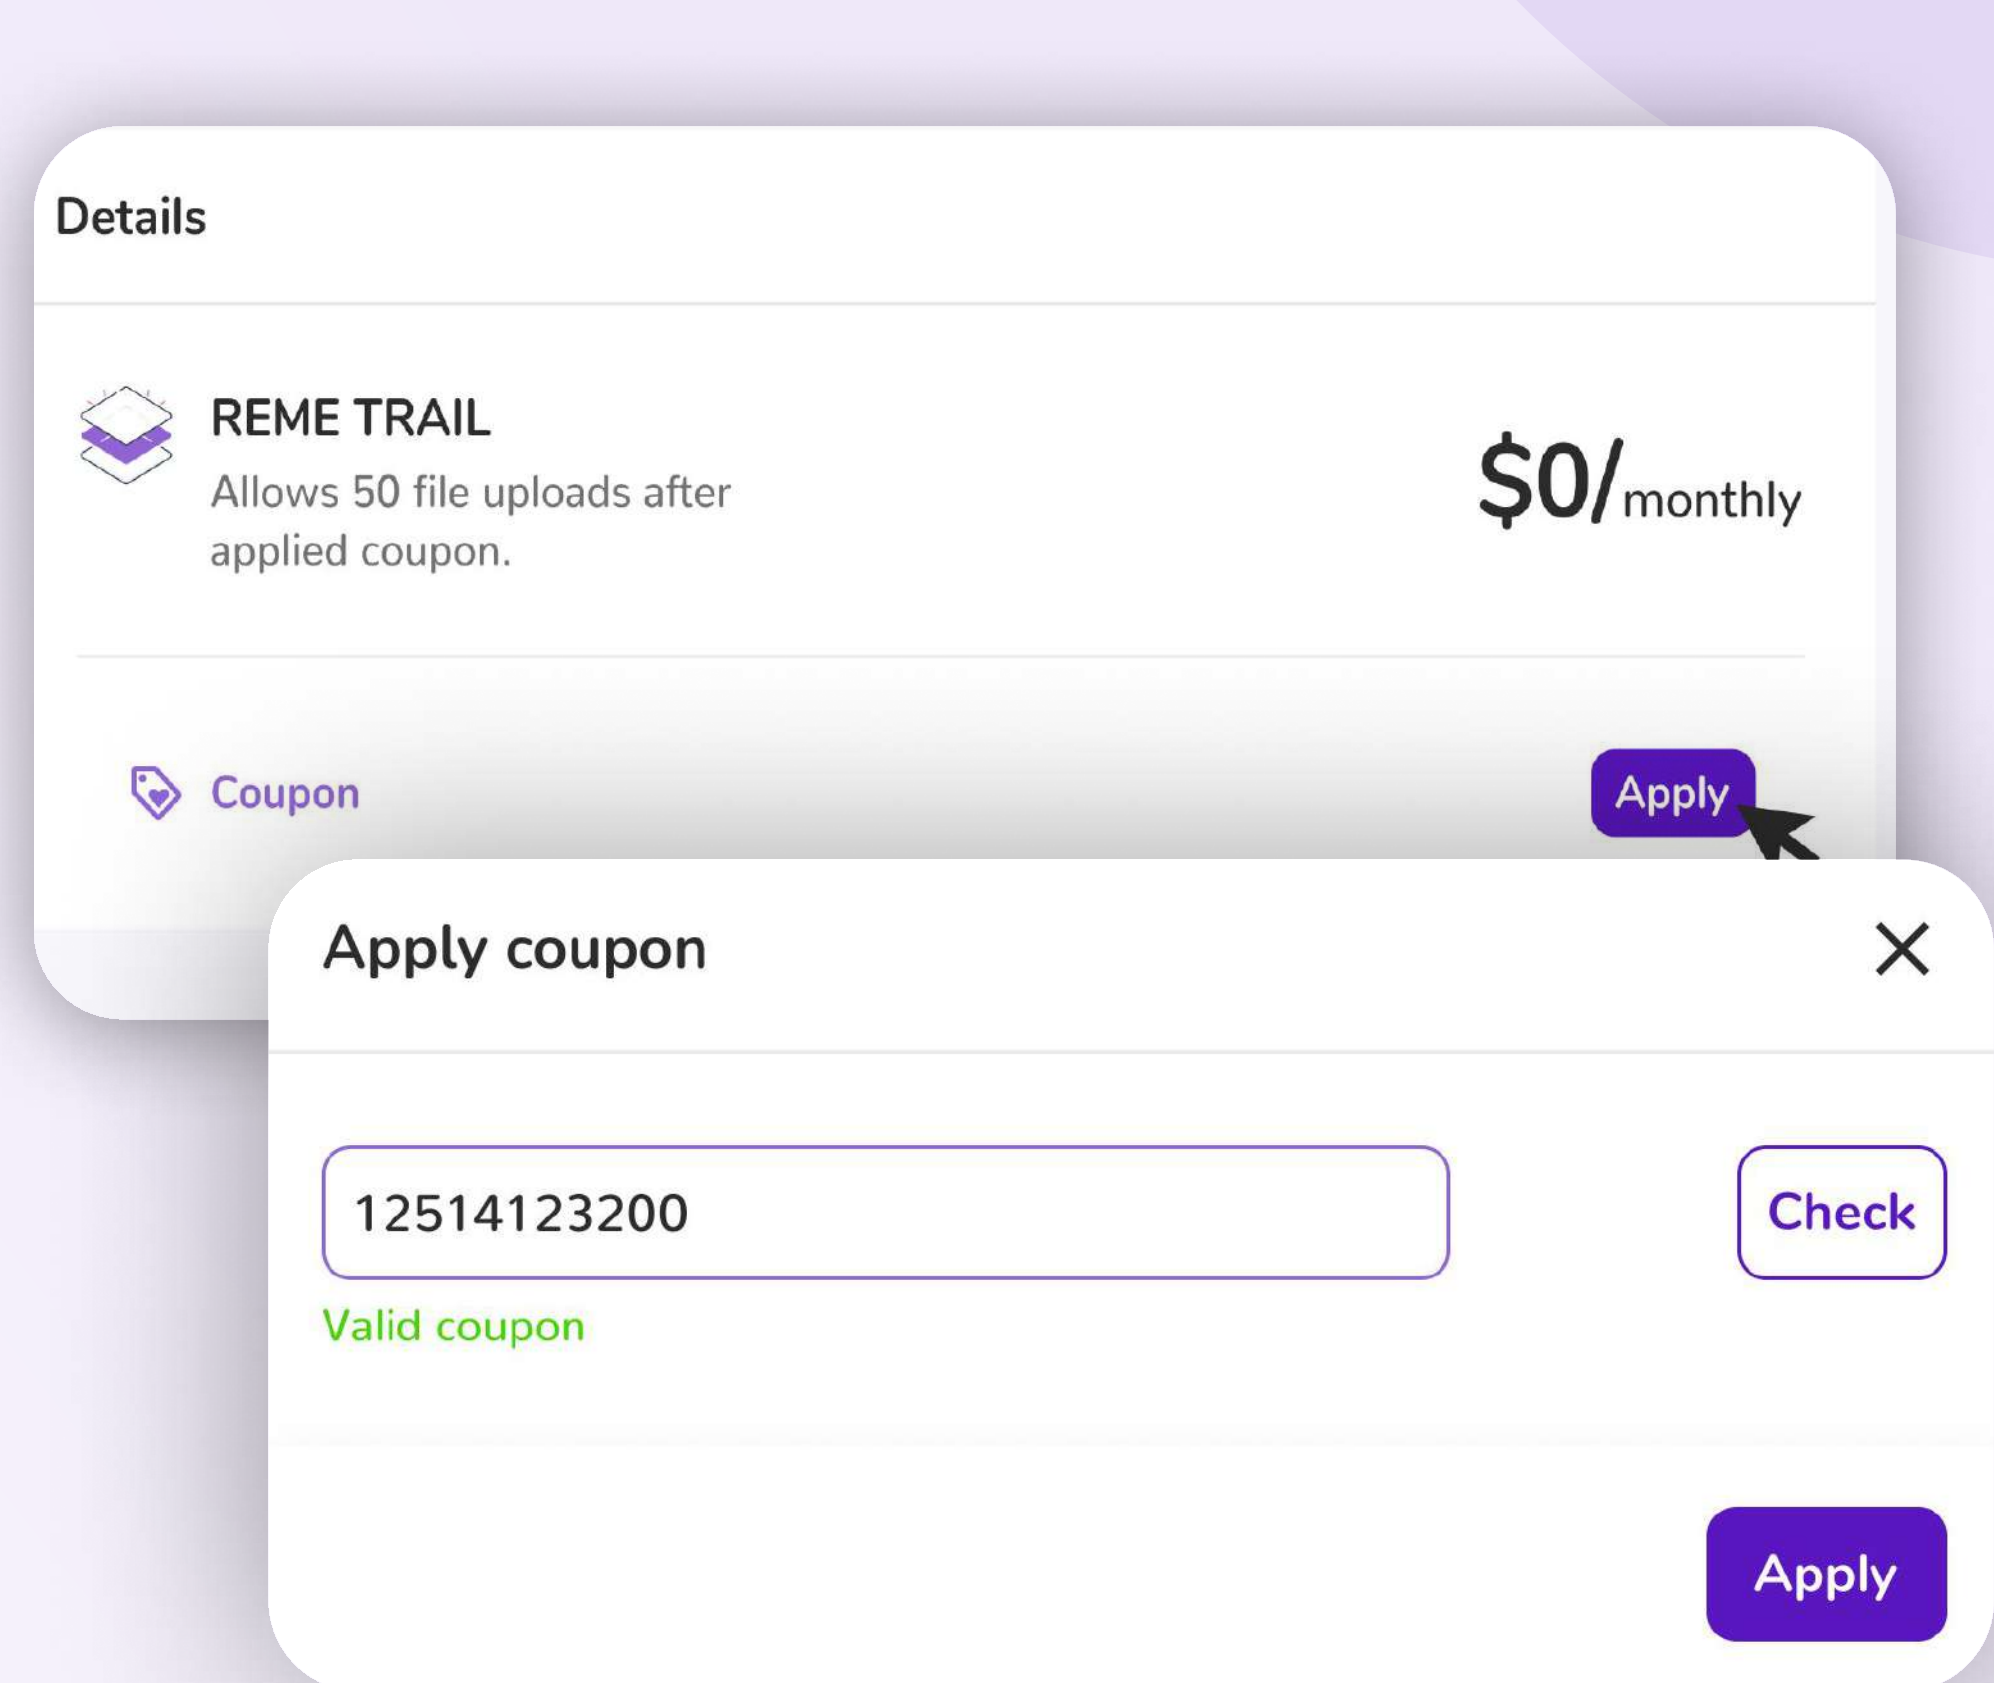 Details
REME TRAIL
Allows 50 file uploads after
applied coupon.
$0/monthly
Coupon
Apply
Apply coupon
12514123200
Check
Valid coupon
Apply